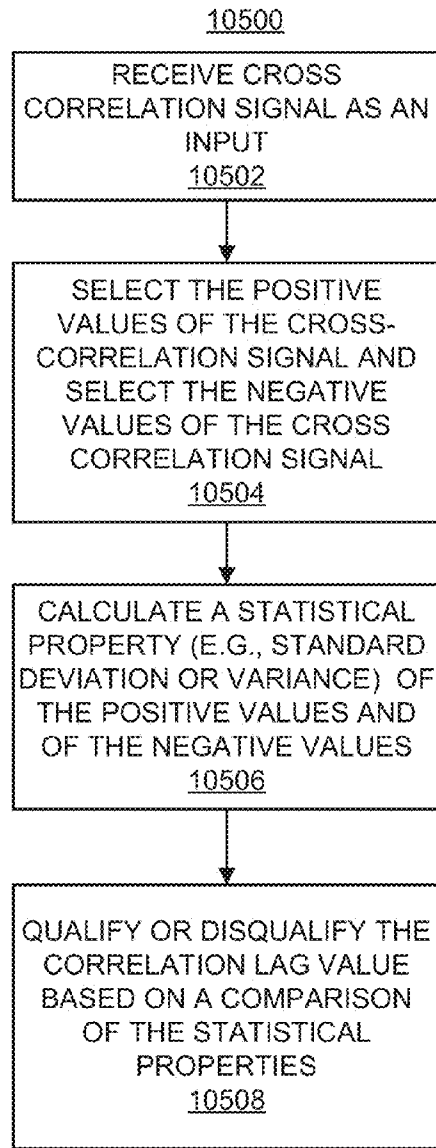 10500
RECEIVE CROSS
CORRELATION SIGNAL AS AN
INPUT
10502
SELECT THE POSITIVE
VALUES OF THE CROSS-
CORRELATION SIGNAL AND
SELECT THE NEGATIVE
VALUES OF THE CROSS
CORRELATION SIGNAL
10504
CALCULATE A STATISTICAL
PROPERTY (E.G., STANDARD
DEVIATION OR VARIANCE) OF
THE POSITIVE VALUES AND
OF THE NEGATIVE VALUES
10506
QUALIFY OR DISQUALIFY THE
CORRELATION LAG VALUE
BASED ON A COMPARISON
OF THE STATISTICAL
PROPERTIES
10508